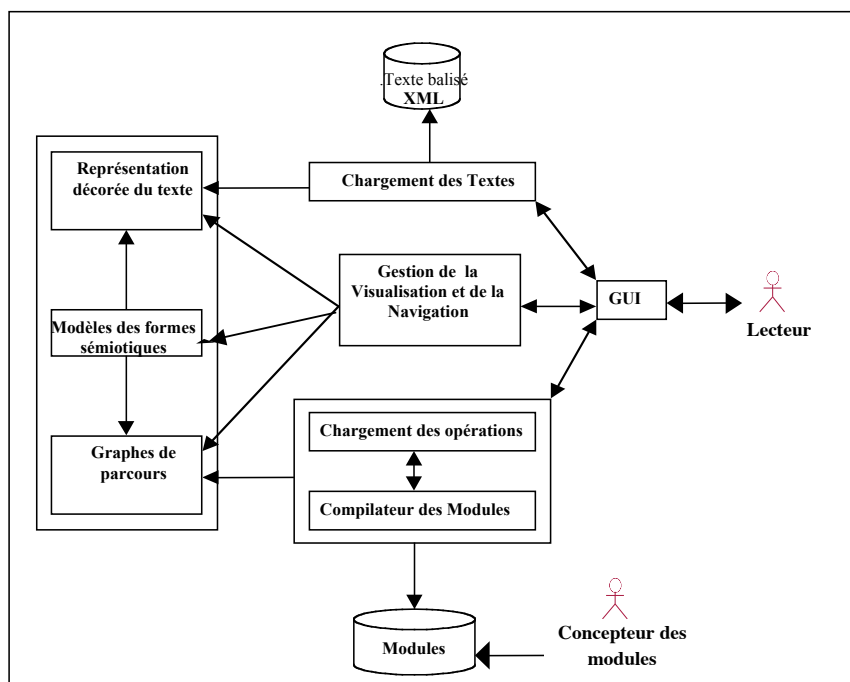 .Texte balisé
XML
Représentation
décorée du texte
Chargement des Textes
Gestion de la
Visualisation et de la
Navigation
GUI
Lecteur
Modèles des formes
sémiotiques
Chargement des opérations
Graphes de
parcours
Compilateur des Modules
Modules
Concepteur des
modules